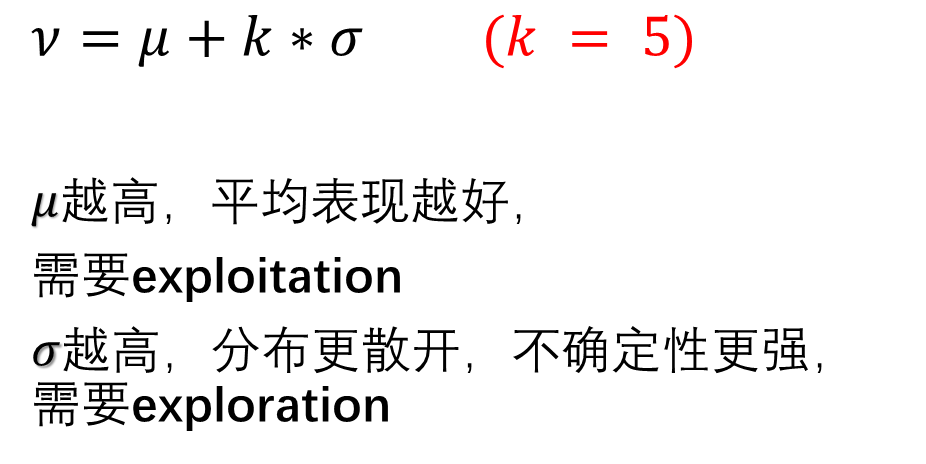 ν = μ + k ∗ σ (k = 5)
μ越高，平均表现越好，
需要exploitation
σ越高，分布更散开，不确定性更强，
需要exploration